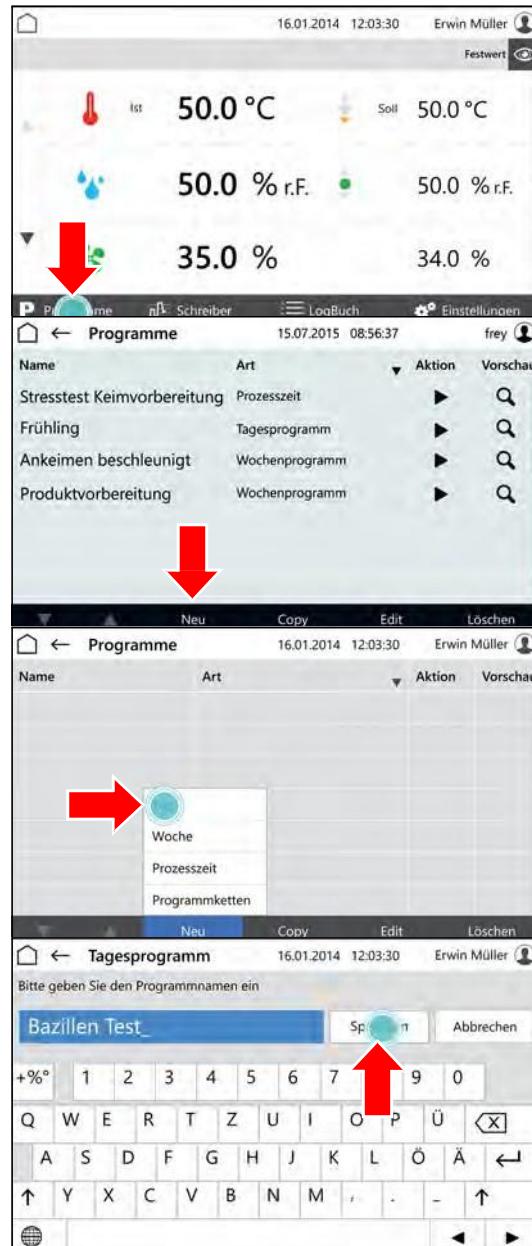 16.01.2014 12:03:30 Erwin Müller
Festwert
Ist 50.0 °C Soll 50.0 °C
50.0 % r.F. 50.0 % r.F.
35.0 % 34.0 %
P Schreiber LogBuch Einstellungen
← Programme 15.07.2015 08:56:37 frey
Name Art Aktion Vorschau
Stresstest Keimvorbereitung Prozesszeit
Frühling Tagesprogramm
Ankeimen beschleunigt Wochenprogramm
Produktvorbereitung Wochenprogramm
Neu Copy Edit Löschen
← Programme 16.01.2014 12:03:30 Erwin Müller
Name Art Aktion Vorschau
Woche
Prozesszeit
Programmketten
Neu Copy Edit Löschen
← Tagesprogramm 16.01.2014 12:03:30 Erwin Müller
Bitte geben Sie den Programmnamen ein
Bazillen Test_ Abbrechen
+%° 1 2 3 4 5 6 7 9 0
Q W E R T Z U I O P Ü
A S D F G H J K L Ö Ä
Y X C V B N M , . -